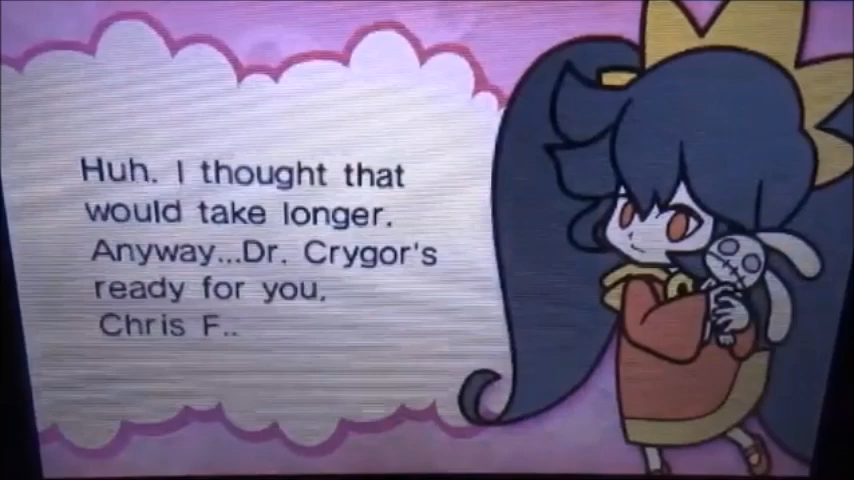 Huh. I thought that
would take longer.
Anyway...Dr. Crygor's
ready for you,
Chris F..